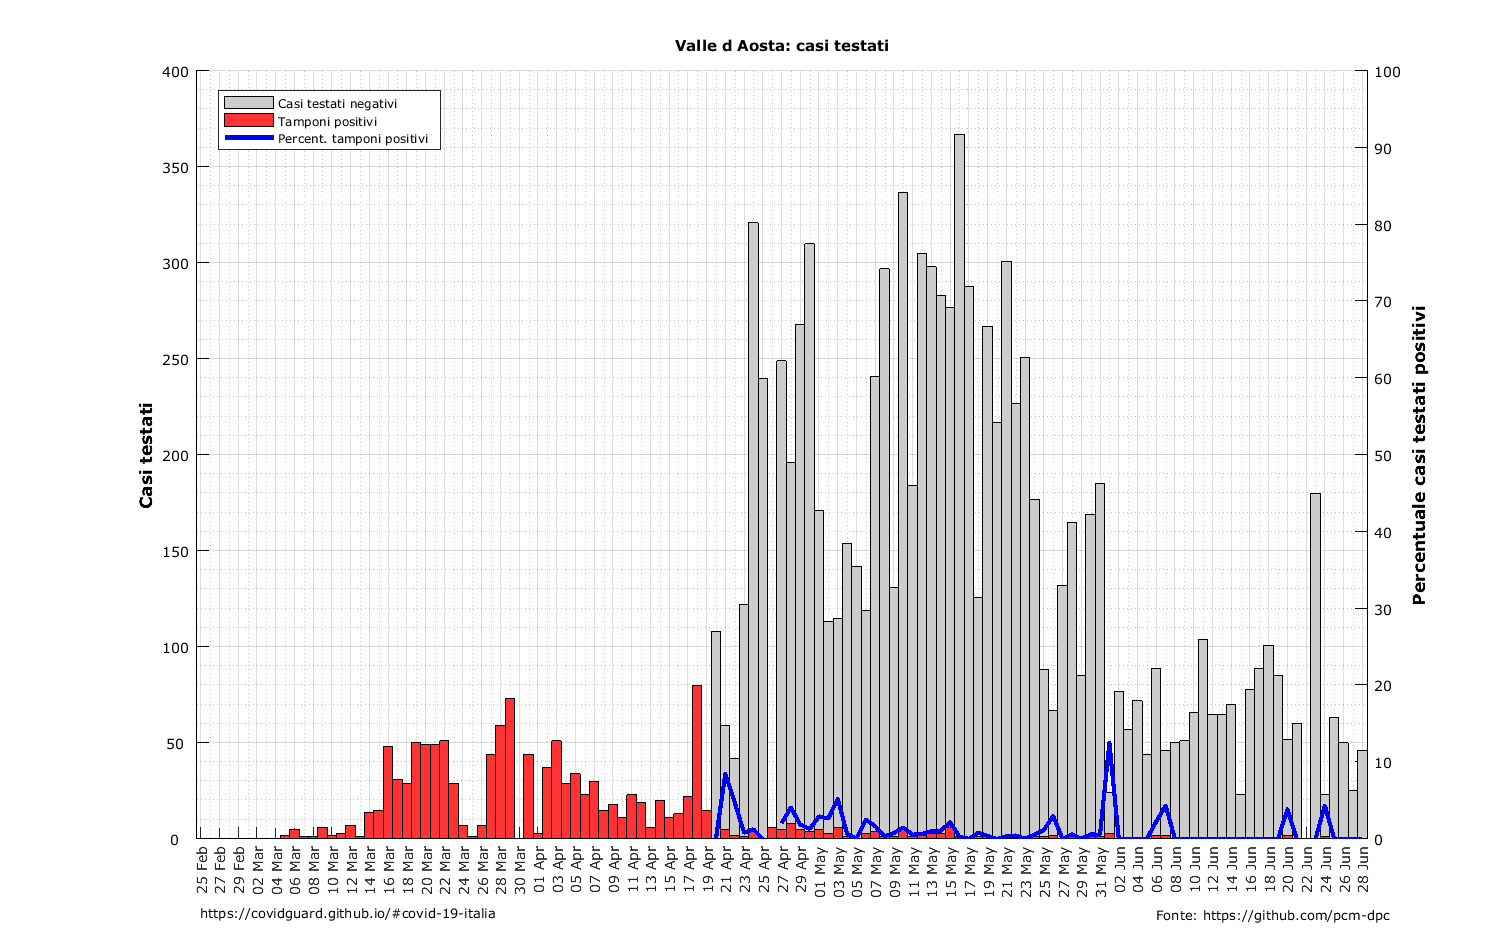 Valle d Aosta: casi testati
Casi testati negativi
Tamponi positivi
Percent. tamponi positivi
Casi testati
400
350
300
250
200
150
100
50
0
100
90
80
70
60
50
40
30
20
10
0
Percentuale casi testati positivi
25 Feb
27 Feb
29 Feb
02 Mar
04 Mar
06 Mar
08 Mar
10 Mar
12 Mar
14 Mar
16 Mar
18 Mar
20 Mar
22 Mar
24 Mar
26 Mar
28 Mar
30 Mar
01 Apr
03 Apr
05 Apr
07 Apr
09 Apr
11 Apr
13 Apr
15 Apr
17 Apr
19 Apr
21 Apr
23 Apr
25 Apr
27 Apr
29 Apr
01 May
03 May
05 May
07 May
09 May
11 May
13 May
15 May
17 May
19 May
21 May
23 May
25 May
27 May
29 May
31 May
02 Jun
04 Jun
06 Jun
08 Jun
10 Jun
12 Jun
14 Jun
16 Jun
18 Jun
20 Jun
22 Jun
24 Jun
26 Jun
28 Jun
https://covidguard.github.io/#covid-19-italia
Fonte: https://github.com/pcm-dpc